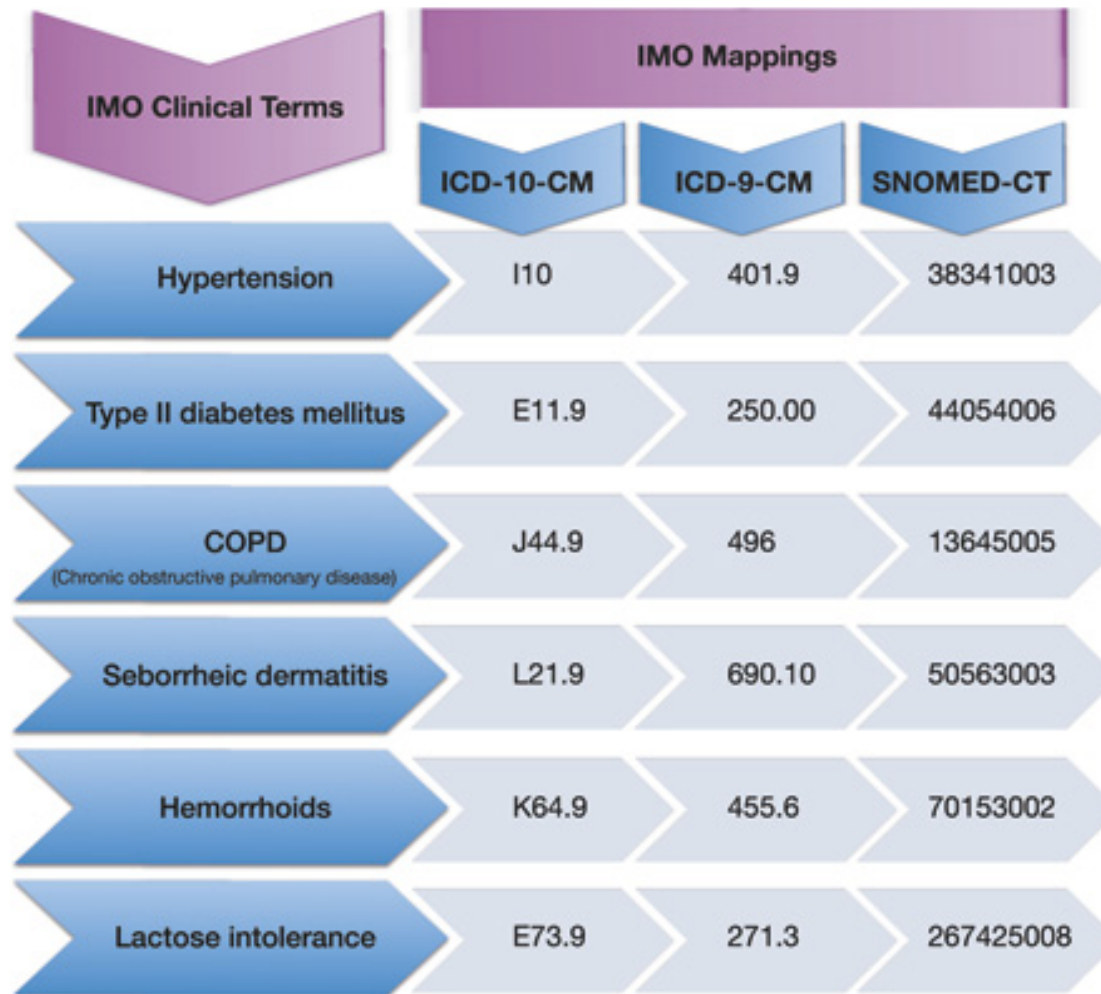 IMO Clinical Terms
IMO Mappings
ICD-10-CM ICD-9-CM SNOMED-CT
Hypertension I10 401.9 38341003
Type II diabetes mellitus E11.9 250.00 44054006
COPD J44.9 496 13645005
(Chronic obstructive pulmonary disease)
Seborrheic dermatitis L21.9 690.10 50563003
Hemorrhoids K64.9 455.6 70153002
Lactose intolerance E73.9 271.3 267425008